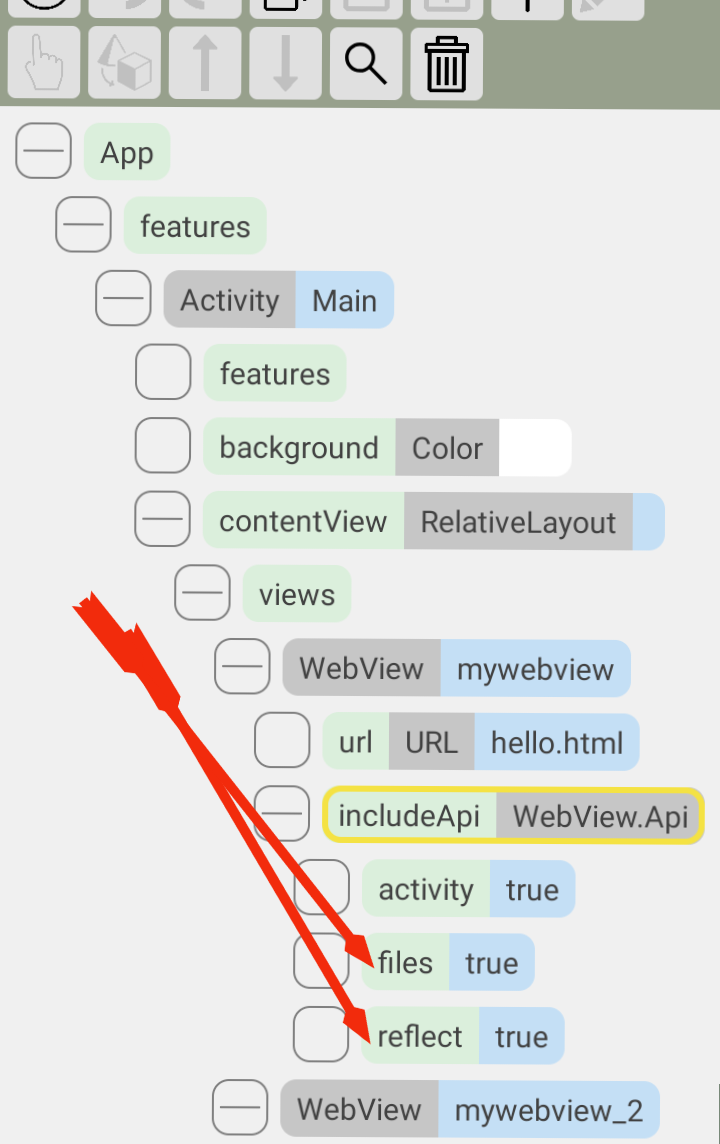 App
features
Activity Main
features
background Color
contentView RelativeLayout
views
WebView mywebview
url URL hello.html
includeApi WebView.Api
activity true
files true
reflect true
WebView mywebview_2